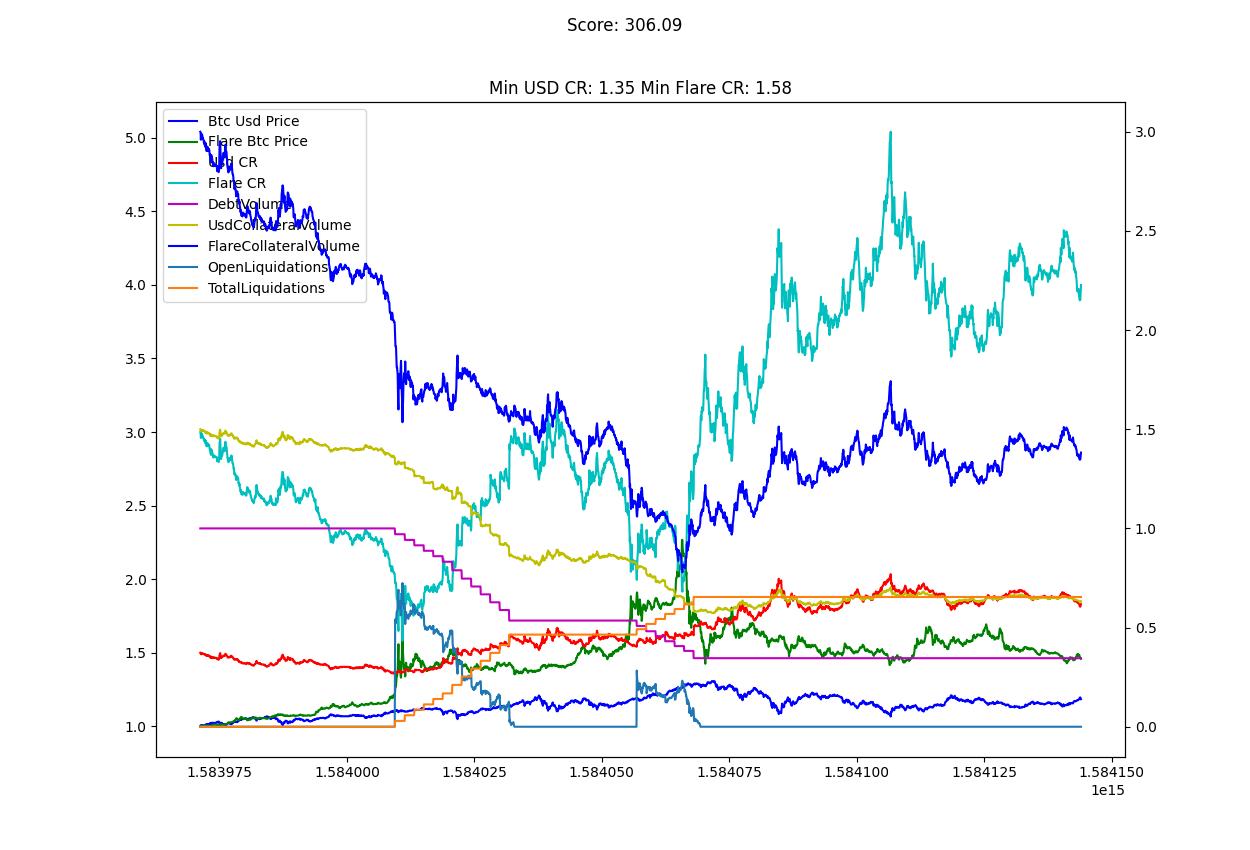 Score: 306.09
Min USD CR: 1.35 Min Flare CR: 1.58
Btc Usd Price
Flare Btc Price
Usd CR
Flare CR
DebtVolume
UsdCollateralVolume
FlareCollateralVolume
OpenLiquidations
TotalLiquidations
5.0
4.5
4.0
3.5
3.0
2.5
2.0
1.5
1.0
3.0
2.5
2.0
1.5
1.0
0.5
0.0
1.583975 1.584000 1.584025 1.584050 1.584075 1.584100 1.584125 1.584150
1e15